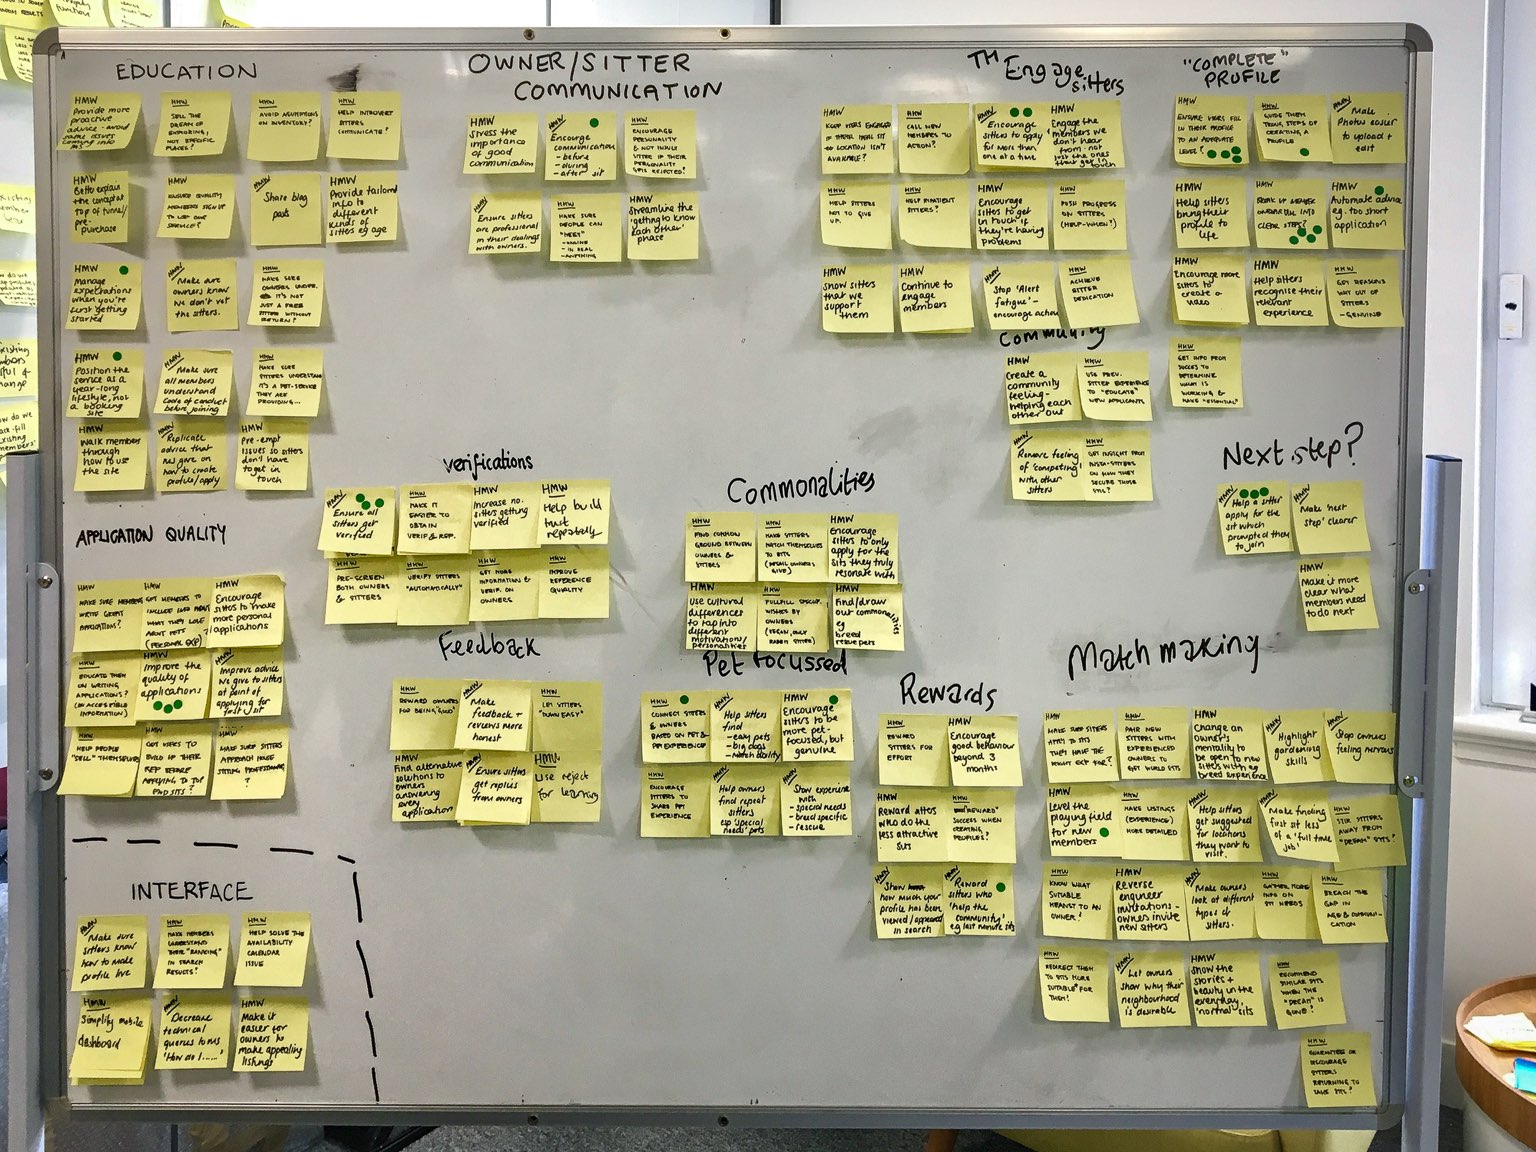 EDUCATION
HMW
Provide more
proactive
advice - avoid
same issues
coming into
MS
HMW
SELL THE
DREAM OF
EXPLORING,
NOT SPECIFIC
PLACES?
HMW
AVOID ASUMPTIONS
ON INVENTORY?
HMW
HELP INTROVERT
SITTERS
COMMUNICATE?
HMW
Better explain
the concept at
top of tunnel/
pre-
purchase
HMW
ENSURE QUALITY
MEMBERS SIGN UP
TO USE OUR
SERVICE?
HMW
Share blog
posts
HMW
Provide tailored
info to
different
kinds of
sitters eg age
HMW
Manage
expectations
when you're
first getting
started
HMW
Make sure
owners know
we don't vet
the sitters.
HMW
MAKE SURE
OWNERS UNDER.
IT'S NOT
JUST A FREE
SITTER WITHOUT
RETURN?
HMW
Position the
service as a
year-long
lifestyle, not
a booking
site
HMW
Make sure
all members
understand
Code of conduct
before joining
HMW
MAKE SURE
SITTERS UNDERSTAND
IT'S A PET-SERVICE
THEY ARE
PROVIDING...
HMW
Walk members
through
how to use
the site
HMW
Replicate
advice that
MS give on
how to create
profile/apply
HMW
Pre-empt
issues so sitters
don't have
to get in
touch
OWNER/SITTER
COMMUNICATION
HMW
Stress the
importance
of good
communication
HMW
Encourage
communication
- before
- during
- after sit
HMW
ENCOURAGE
PERSONALITY
& NOT INSULT
SITTER IF THEIR
PERSONALITY
GETS REJECTED?
HMW
Ensure sitters
are professional
in their dealings
with owners.
HMW
MAKE SURE
PEOPLE CAN
"MEET"
- ONLINE
- IN REAL
- ANYTHING
HMW
Streamline the
'getting to know
each other'
phase
TH Engage
sitters
HMW
KEEP USERS ENGAGED
IF THEIR IDEAL SIT
LOCATION ISN'T
AVAILABLE?
HMW
CALL NEW
MEMBERS TO
ACTION?
HMW
Encourage
sitters to apply
for more than
one at a time
HMW
Engage the
members we
don't hear
from - not
just the ones
that get in
touch
HMW
HELP SITTERS
NOT TO GIVE
UP.
HMW
HELP IMPATIENT
SITTERS?
HMW
Encourage
sitters to get
in touch if
they're having
problems
HMW
PUSH PROGRESS
ON SITTERS
(HELP-WHEN?)
HMW
Show sitters
that we
support
them
HMW
Continue to
engage
members
HMW
Stop 'Alert
fatigue' -
encourage action
HMW
ACHIEVE
SITTER
DEDICATION
"COMPLETE"
PROFILE
HMW
ENSURE USERS FILL
IN THEIR PROFILE
TO AN ADEQUATE
LEVEL?
HMW
GUIDE THEM
THROUGH STEPS OF
CREATING A
PROFILE
HMW
Make
Photos easier
to upload +
edit
HMW
Help sitters
bring their
profile to
life
HMW
BREAK UP MEMBER
ONBOARDING INTO
CLEAR STEPS?
HMW
Automate advice
eg. too short
application
HMW
Encourage more
sitters to
create a
video
HMW
Help sitters
recognise their
relevant
experience
HMW
GET REASONS
WHY OUT OF
SITTERS
- GENUINE
HMW
GET INFO FROM
SUCCESS TO
DETERMINE
WHAT IS
WORKING &
MAKE "ESSENTIAL"
Community
HMW
Create a
community
feeling -
helping each
other out
HMW
USE PREV.
SITTER EXPERIENCE
TO "EDUCATE"
NEW APPLICANTS
HMW
Remove feeling
of 'competing'
with other
sitters
HMW
GET INSIGHT FROM
INSTA-SITTERS
ON HOW THEY
SECURE THOSE
SITS?
Next step?
HMW
Help a sitter
apply for the
sit which
prompted they
to join
HMW
Make 'next
step' clearer
HMW
Make it more
clear what
members need
to do next
verifications
HMW
Ensure all
sitters get
verified
HMW
MAKE IT
EASIER TO
OBTAIN
VERIF & REP.
HMW
Increase no.
sitters getting
verified
HMW
Help build
trust
repeatedly
HMW
PRE-SCREEN
BOTH OWNERS
& SITTERS
HMW
VERIFY SITTERS
"AUTOMATICALLY"
HMW
GET MORE
INFORMATION &
VERIF. ON
OWNERS
HMW
IMPROVE
REFERENCE
QUALITY
Commonalities
HMW
FIND COMMON
GROUND BETWEEN
OWNERS &
SITTERS
HMW
MAKE SITTERS
MATCH THEMSELVES
TO SITS
(DETAIL OWNERS
GIVE)
HMW
Encourage
sitters to only
apply for the
sits they truly
resonate with
HMW
Use cultural
differences
to tap into
different
motivations/
personalities
HMW
FULFILL SPECIF.
WISHES BY
OWNERS
(VEGAN, ONLY
RABBIT SITTER)
HMW
Find/draw
out commonalities
eg
breed
rescue pets
APPLICATION QUALITY
HMW
MAKE SURE MEMBERS
WRITE GREAT
APPLICATIONS?
HMW
GET MEMBERS TO
INCLUDE INFO ABOUT
WHAT THEY LOVE
ABOUT PETS
(PERSONAL EXP)?
HMW
Encourage
sitters to make
more personal
applications
HMW
EDUCATE THEM
ON WRITING
APPLICATIONS?
(IN ACCESSIBLE
INFORMATION)
HMW
Improve the
quality of
applications
HMW
Improve advice
we give to sitters
at point of
applying for
first sit
HMW
HELP PEOPLE
"SELL" THEMSELVES
HMW
GET USERS TO
BUILD UP THEIR
REP BEFORE
APPLYING TO TOP
END SITS?
HMW
MAKE SURE SITTERS
APPROACH HOUSE
SITTING PROFESSIONAL
?
Feedback
HMW
REWARD OWNERS
FOR BEING "GOOD"
HMW
Make
feedback +
reviews more
honest
HMW
LET SITTERS
"DOWN EASY"
HMW
Find alternative
solutions to
owners
answering
every
application
HMW
Ensure sitters
get replies
from owners
HMW
Use reject
for learning
Pet focussed
HMW
CONNECT SITTERS
& OWNERS
BASED ON PET &
PET EXPERIENCE
HMW
Help sitters
find
- easy pets
- big dogs
- match ability
HMW
Encourage
sitters to be
more pet-
focused, but
genuine
HMW
ENCOURAGE
SITTERS TO
SHARE PET
EXPERIENCE
HMW
Help owners
find repeat
sitters
esp 'special
needs' pets
HMW
Show experience
with
- special needs
- breed specific
- rescue
Rewards
HMW
REWARD
SITTERS FOR
EFFORT
HMW
Encourage
good behaviour
beyond 3
months
HMW
Reward sitters
who do the
less attractive
sits
HMW
"REWARD"
SUCCESS WHEN
CREATING
PROFILES?
HMW
Show
how much your
profile has been
viewed/appeared
in search
HMW
Reward
sitters who
'help the
community'
eg last minute sits
Match making
HMW
MAKE SURE SITTERS
APPLY TO SITS
THEY HAVE THE
RIGHT EXP FOR?
HMW
PAIR NEW
SITTERS WITH
EXPERIENCED
OWNERS TO
GET WORLD SITS
HMW
Change an
owner's
mentality to
be open to new
sitters with eg
breed experience
HMW
Highlight
gardening
skills
HMW
Stop owners
feeling nervous
HMW
Level the
playing field
for new
members
HMW
MAKE LISTINGS
(EXPERIENCE)
MORE DETAILED
HMW
Help sitters
get suggested
for locations
they want to
visit.
HMW
Make finding
first sit less
of a 'full time
job'
HMW
STIR SITTERS
AWAY FROM
"DREAM" SITS?
HMW
KNOW WHAT
SUITABLE
MEANS TO AN
OWNER?
HMW
Reverse
engineer
invitations -
owners invite
new sitters
HMW
Make owners
look at different
types of
sitters.
HMW
GATHER MORE
INFO ON
SIT NEEDS
HMW
BREACH THE
GAP IN
AGE & COMMUNI-
CATION
HMW
REDIRECT THEM
TO SITS MORE
"SUITABLE" FOR
THEM?
HMW
Let owners
show why their
neighbourhood
is desirable
HMW
Show the
stories +
beauty in the
everyday,
'normal' sits
HMW
RECOMMEND
SIMILAR SITS
WHEN THE
"DREAM" IS
GONE?
HMW
GUARANTEE OR
ENCOURAGE
SITTERS
RETURNING TO
SAME SITS?
INTERFACE
HMW
Make sure
sitters know
how to make
profile live
HMW
MAKE MEMBERS
UNDERSTAND
THEIR "RANKING"
IN SEARCH
RESULTS?
HMW
HELP SOLVE THE
AVAILABILITY
CALENDAR
ISSUE
HMW
Simplify mobile
dashboard
HMW
Decrease
technical
queries to MS
'How do I......'
HMW
Make it
easier for
owners to
make appealing
listings